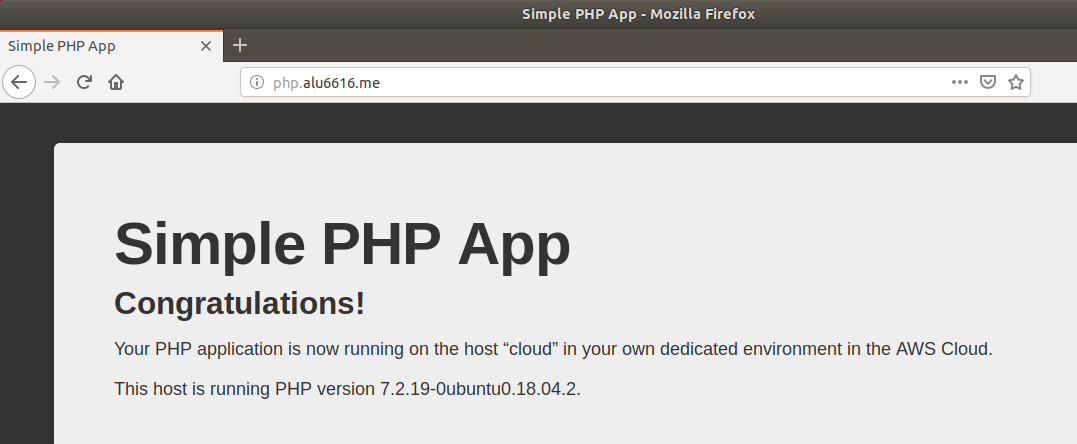 Simple PHP App - Mozilla Firefox
Simple PHP App
php.alu6616.me
Simple PHP App
Congratulations!
Your PHP application is now running on the host “cloud” in your own dedicated environment in the AWS Cloud.
This host is running PHP version 7.2.19-0ubuntu0.18.04.2.